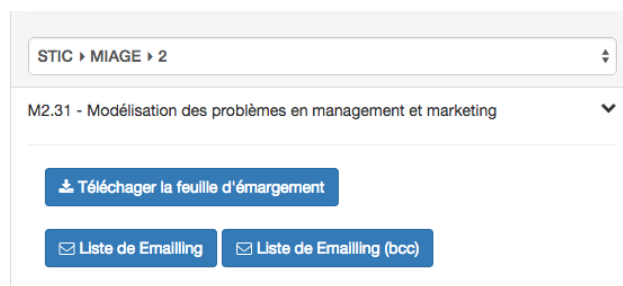 STIC ▸ MIAGE ▸ 2
M2.31 - Modélisation des problèmes en management et marketing
Téléchager la feuille d'émargement
Liste de Emailling Liste de Emailling (bcc)